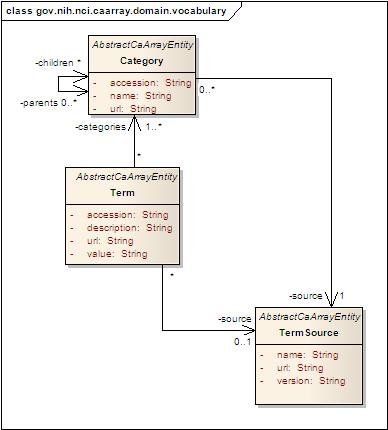 class gov.nih.nci.caarray.domain.vocabulary
AbstractCaArrayEntity
Category
-children *
- accession: String
- name: String
- url: String
-parents 0..*
0..*
-categories 1..*
*
AbstractCaArrayEntity
Term
- accession: String
- description: String
- url: String
- value: String
*
-source 1
-source
0..1
AbstractCaArrayEntity
TermSource
- name: String
- url: String
- version: String